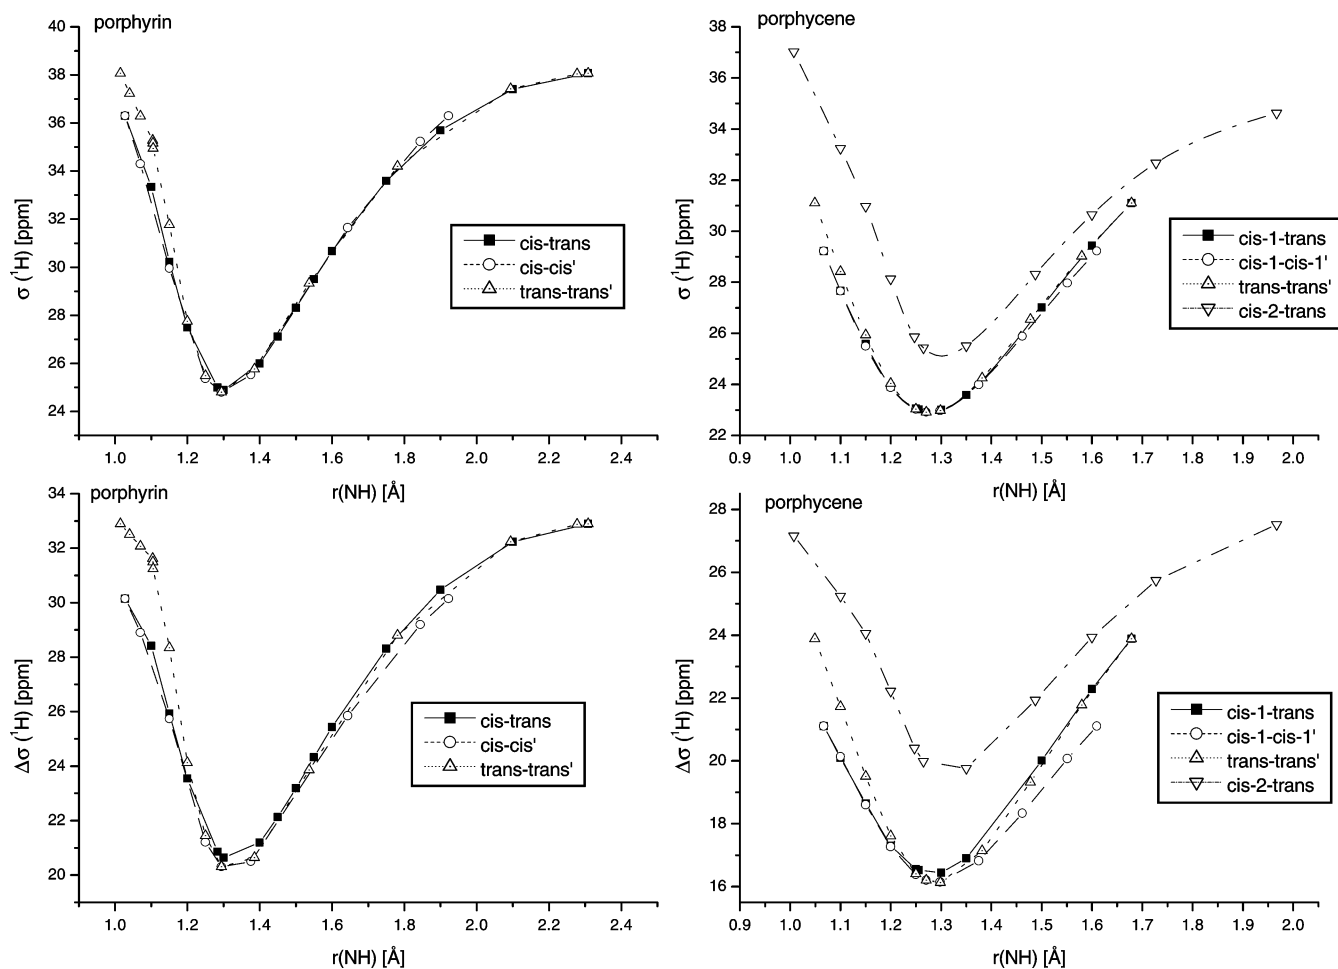 porphyrin
40
38
36
34
32
30
28
26
24
σ (¹H) [ppm]
cis-trans
cis-cis'
trans-trans'
1.0 1.2 1.4 1.6 1.8 2.0 2.2 2.4
r(NH) [Å]
porphycene
38
37
34
31
28
26
24
22
σ (¹H) [ppm]
cis-1-trans
cis-1-cis-1'
trans-trans'
cis-2-trans
0.9 1.0 1.1 1.2 1.3 1.4 1.5 1.6 1.7 1.8 1.9 2.0
r(NH) [Å]
porphyrin
34
32
30
28
26
24
22
20
Δσ (¹H) [ppm]
cis-trans
cis-cis'
trans-trans'
1.0 1.2 1.4 1.6 1.8 2.0 2.2 2.4
r(NH) [Å]
porphycene
28
26
24
22
20
18
16
Δσ (¹H) [ppm]
cis-1-trans
cis-1-cis-1'
trans-trans'
cis-2-trans
0.9 1.0 1.1 1.2 1.3 1.4 1.5 1.6 1.7 1.8 1.9 2.0
r(NH) [Å]